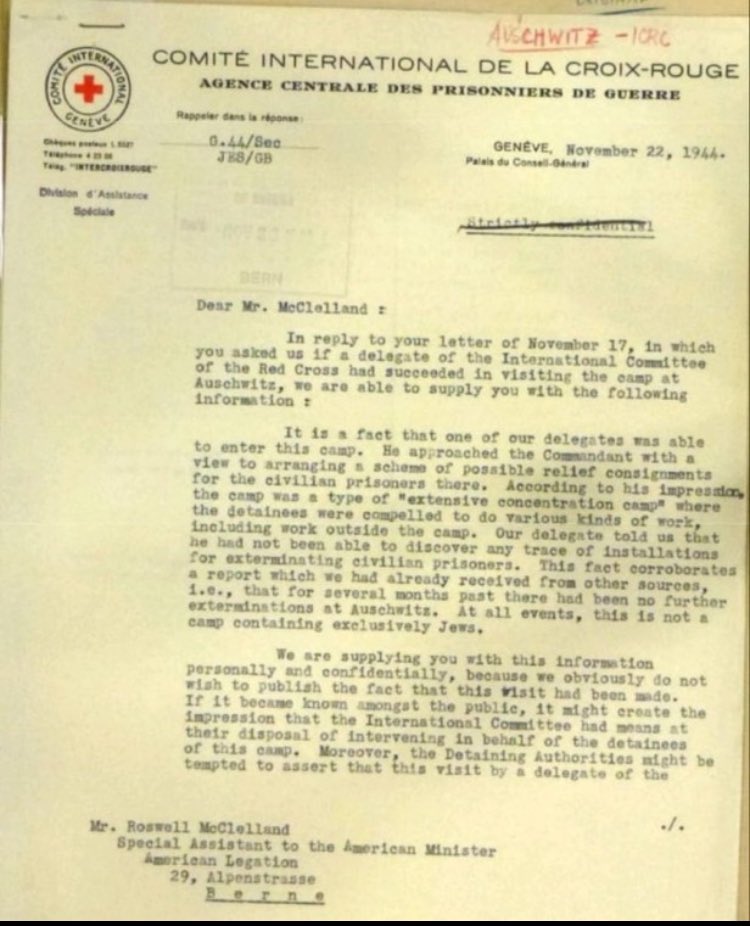 AUSCHWITZ - ICRC
COMITÉ INTERNATIONAL DE LA CROIX-ROUGE
AGENCE CENTRALE DES PRISONNIERS DE GUERRE
COMITÉ INTERNATIONAL
GENÈVE
Rappeler dans la réponse:
G.44/Sec
JES/GB
Chèques postaux I. 5527
Téléphone 4 23 05
Télég. "INTERCROIXROUGE"
Division d'Assistance
Spéciale
GENÈVE, November 22, 1944.
Palais du Conseil-Général
Strictly confidential
BERN
Dear Mr. McClelland :
In reply to your letter of November 17, in which
you asked us if a delegate of the International Committee
of the Red Cross had succeeded in visiting the camp at
Auschwitz, we are able to supply you with the following
information :
It is a fact that one of our delegates was able
to enter this camp. He approached the Commandant with a
view to arranging a scheme of possible relief consignments
for the civilian prisoners there. According to his impression,
the camp was a type of "extensive concentration camp" where
the detainees were compelled to do various kinds of work,
including work outside the camp. Our delegate told us that
he had not been able to discover any trace of installations
for exterminating civilian prisoners. This fact corroborates
a report which we had already received from other sources,
i.e., that for several months past there had been no further
exterminations at Auschwitz. At all events, this is not a
camp containing exclusively Jews.
We are supplying you with this information
personally and confidentially, because we obviously do not
wish to publish the fact that this visit had been made.
If it became known amongst the public, it might create the
impression that the International Committee had means at
their disposal of intervening in behalf of the detainees
of this camp. Moreover, the Detaining Authorities might be
tempted to assert that this visit by a delegate of the
./.
Mr. Roswell McClelland
Special Assistant to the American Minister
American Legation
29, Alpenstrasse
B e r n e